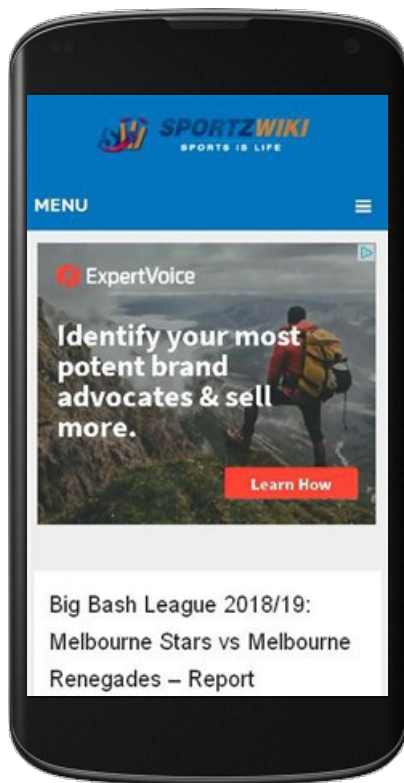 SPORTZWIKI
SPORTS IS LIFE
MENU
ExpertVoice
Identify your most
potent brand
advocates & sell
more.
Learn How
Big Bash League 2018/19:
Melbourne Stars vs Melbourne
Renegades – Report